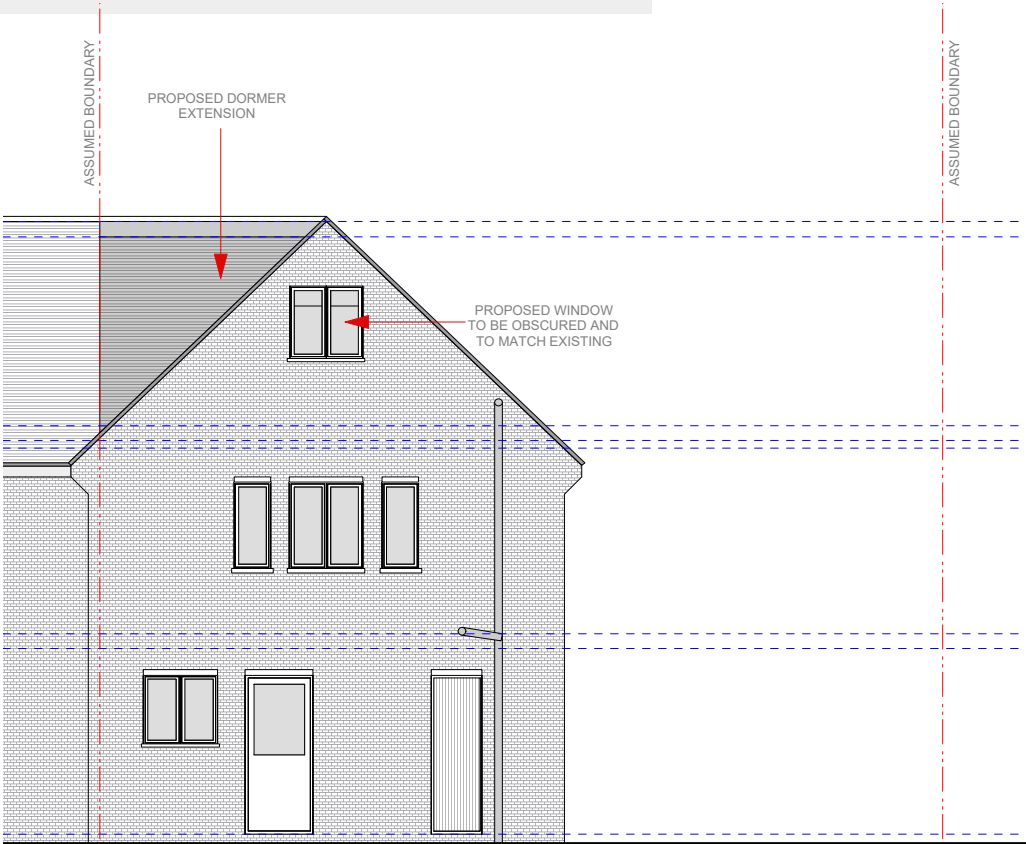 ASSUMED BOUNDARY
PROPOSED DORMER
EXTENSION
ASSUMED BOUNDARY
PROPOSED WINDOW
TO BE OBSCURED AND
TO MATCH EXISTING